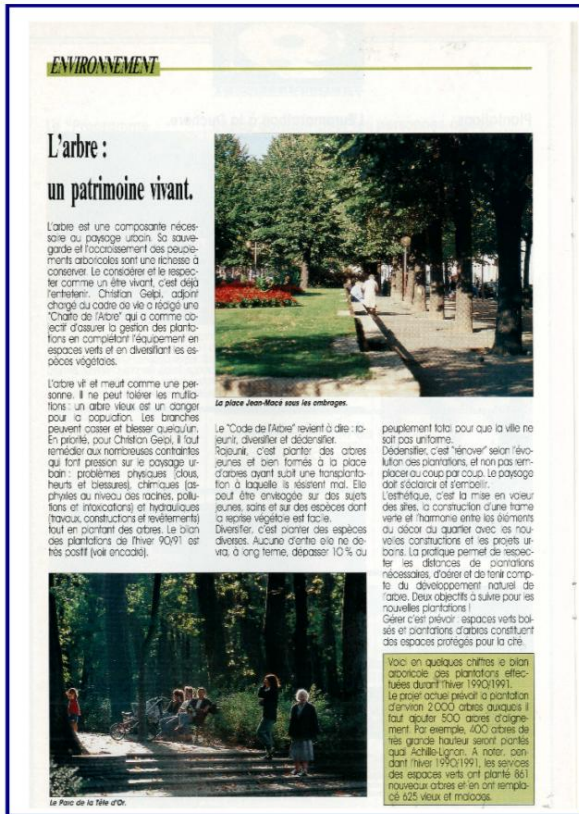 ENVIRONNEMENT
L'arbre :
un patrimoine vivant.
L'arbre est une composante néces-
saire au paysage urbain. Sa sauve-
garde et l'accroissement des peuple-
ments arboricoles sont une richesse à
conserver. Le considérer et le respec-
ter comme un être vivant, c'est déjà
l'entretenir. Christian Gelpi, adjoint
chargé du cadre de vie a rédigé une
"Charte de l'Arbre" qui a comme ob-
jectif d'assurer la gestion des planta-
tions en complétant l'équipement en
espaces verts et en diversifiant les es-
pèces végétales.
L'arbre vit et meurt comme une per-
sonne. Il ne peut tolérer les mutila-
tions : un arbre vieux est un danger
pour la population. Les branches
peuvent casser et blesser quelqu'un.
En priorité, pour Christian Gelpi, il faut
remédier aux nombreuses contraintes
qui font pression sur le paysage ur-
bain : problèmes physiques (clous,
heurts et blessures), chimiques (as-
phyxies au niveau des racines, pollu-
tions et intoxications) et hydrauliques
(travaux, constructions et revêtements)
tout en plantant des arbres. Le bilan
des plantations de l'hiver 90/91 est
très positif (voir encadré).
La place Jean-Macé sous les ombrages.
Le "Code de l'Arbre" revient à dire : ra-
jeunir, diversifier et dédensifier.
Rajeunir, c'est planter des arbres
jeunes et bien formés à la place
d'arbres ayant subit une transplanta-
tion à laquelle ils résistent mal. Elle
peut être envisagée sur des sujets
jeunes, sains et sur des espèces dont
la reprise végétale est facile.
Diversifier, c'est planter des espèces
diverses. Aucune d'entre elle ne de-
vra, à long terme, dépasser 10 % du
peuplement total pour que la ville ne
soit pas uniforme.
Dédensifier, c'est "rénover" selon l'évo-
lution des plantations, et non pas rem-
placer au coup par coup. Le paysage
doit s'éclaircir et s'embellir.
L'esthétique, c'est la mise en valeur
des sites, la construction d'une trame
verte et l'harmonie entre les éléments
du décor du quartier avec les nou-
velles constructions et les projets ur-
bains. La pratique permet de respec-
ter les distances de plantations
nécessaires, d'aérer et de tenir comp-
te du développement naturel de
l'arbre. Deux objectifs à suivre pour les
nouvelles plantations !
Gérer c'est prévoir : espaces verts boi-
sés et plantations d'arbres constituent
des espaces protégés pour la cité.
Le Parc de la Tête d'Or.
Voici en quelques chiffres le bilan
arboricole des plantations effec-
tuées durant l'hiver 1990/1991.
Le projet actuel prévoit la plantation
d'environ 2000 arbres auxquels il
faut ajouter 500 arbres d'aligne-
ment. Par exemple, 400 arbres de
très grande hauteur seront plantés
quai Achille-Lignon. A noter, pen-
dant l'hiver 1990/1991, les services
des espaces verts ont planté 861
nouveaux arbres et en ont rempla-
cé 625 vieux et malades.